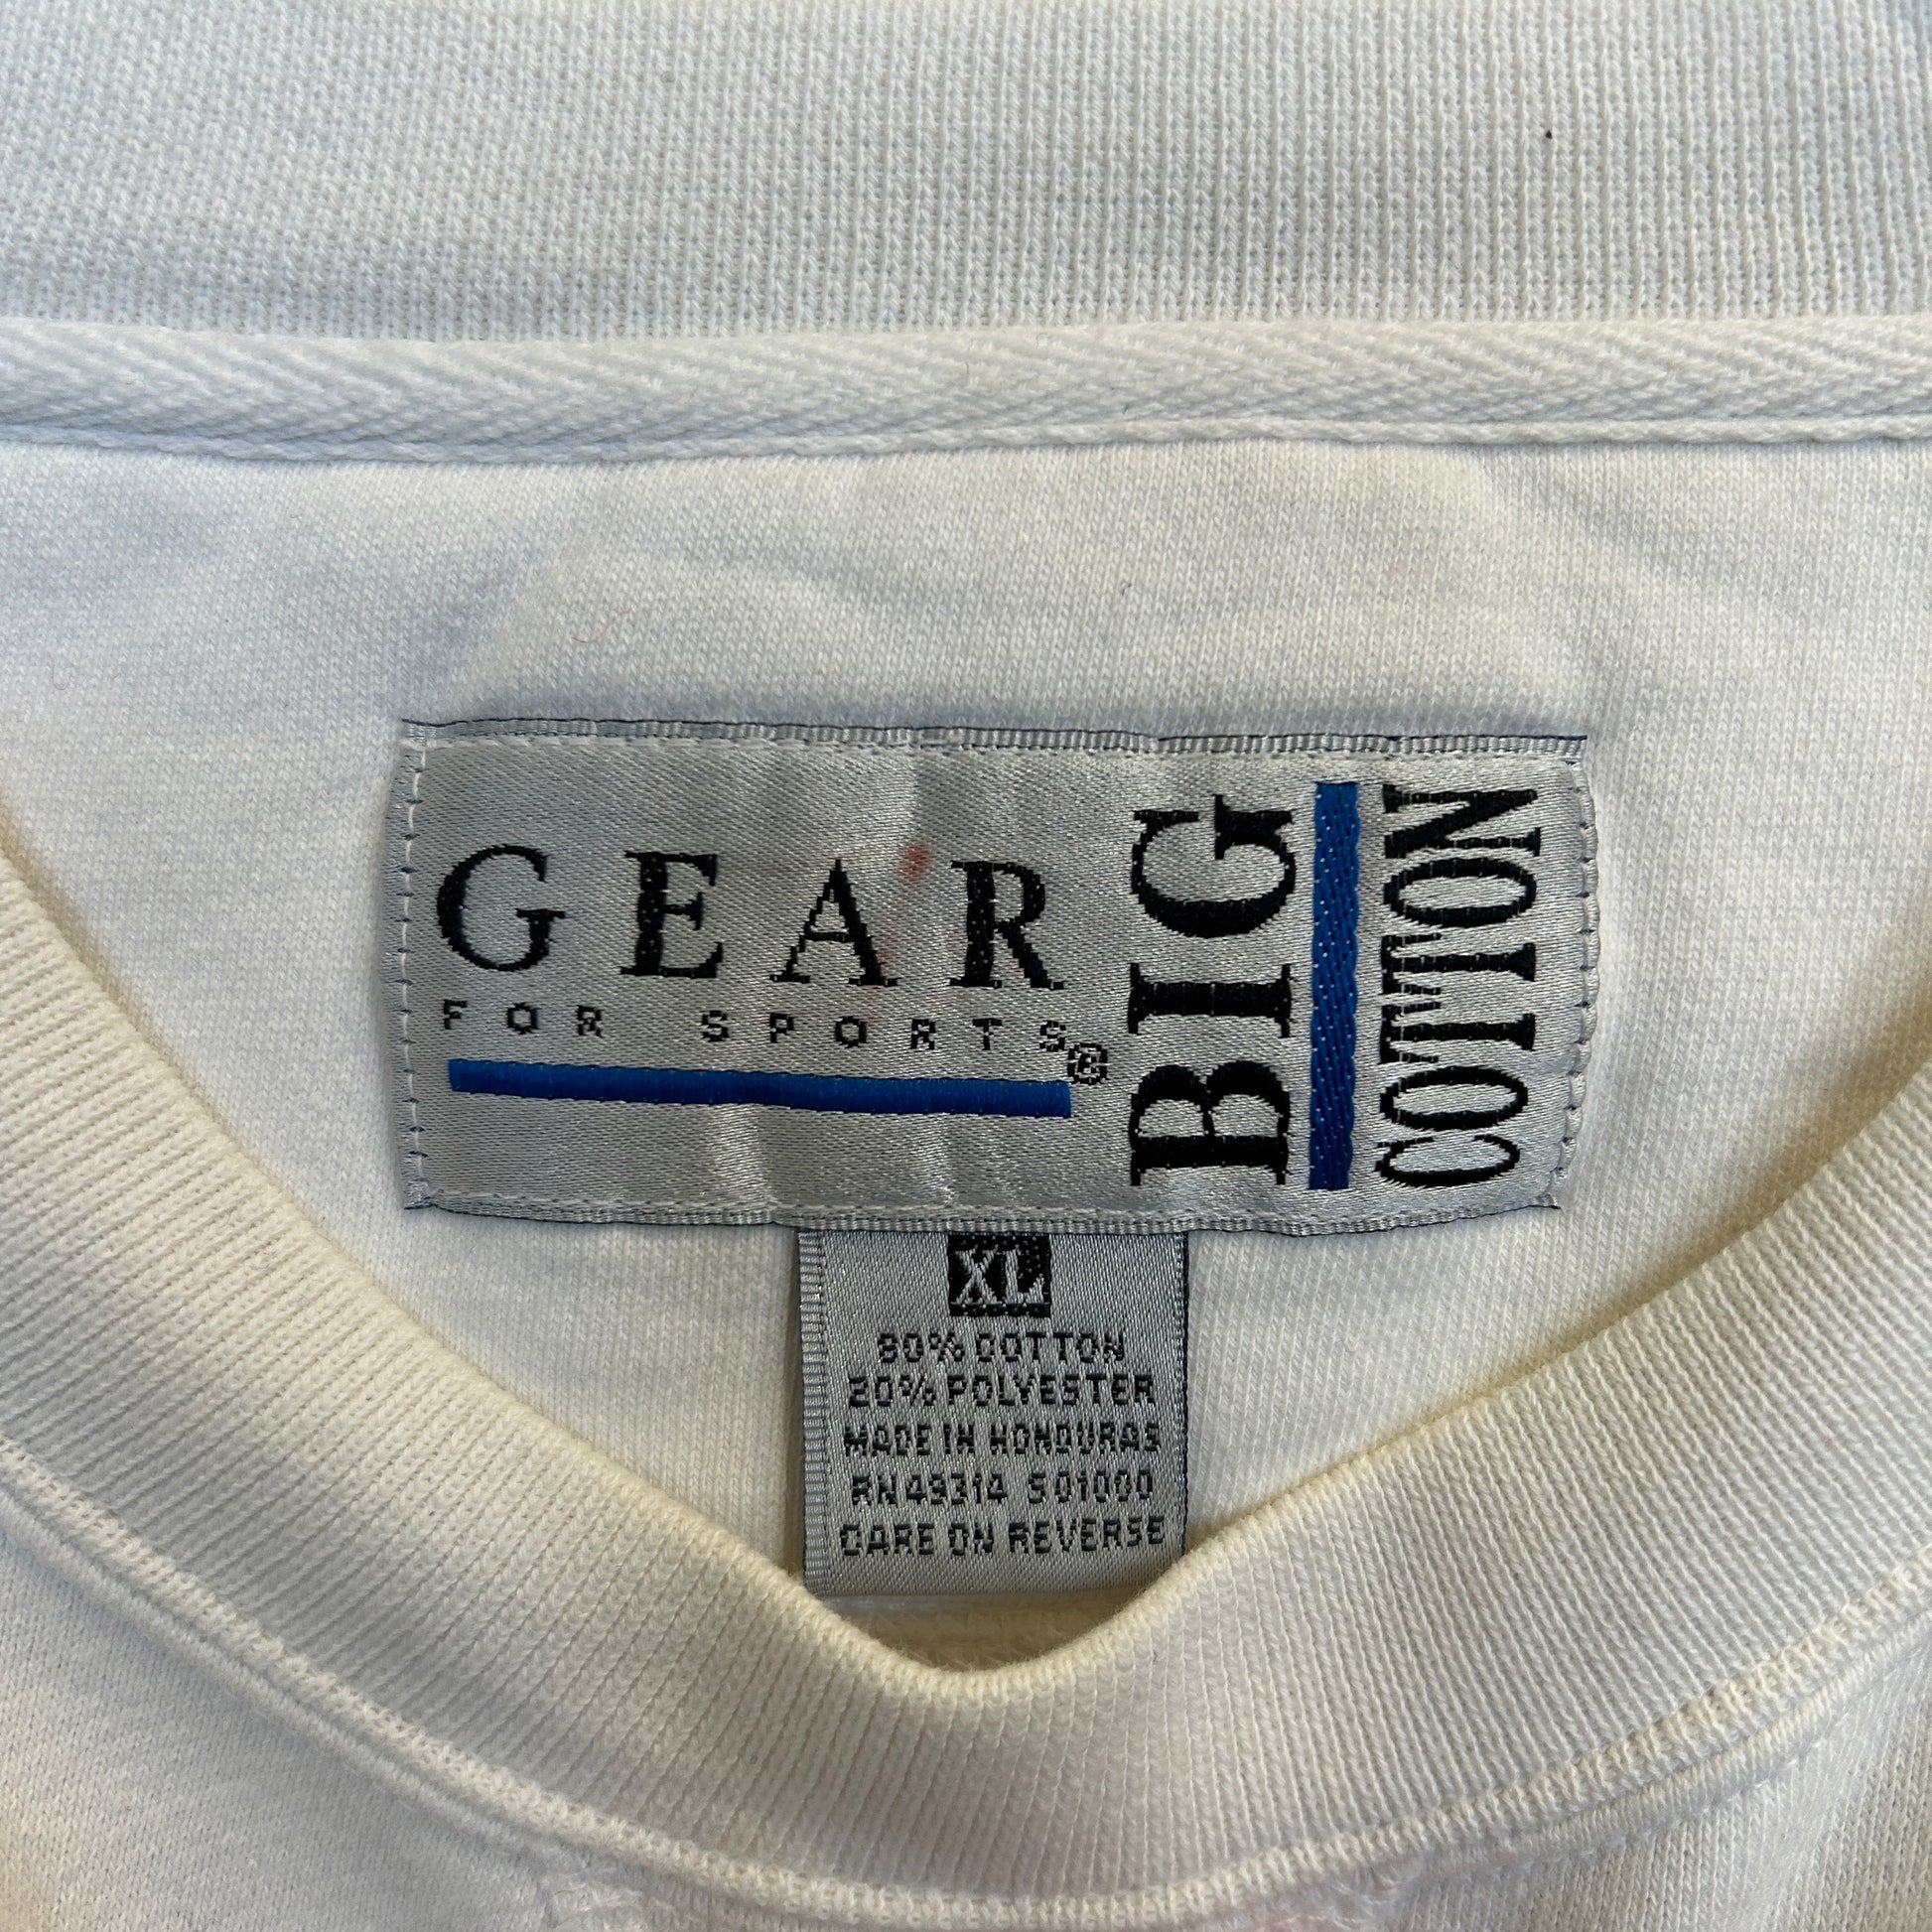 GEAR
FOR SPORTS®
BIG
COTTON
XL
80% COTTON
20% POLYESTER
MADE IN HONDURAS
RN49314 S01000
CARE ON REVERSE